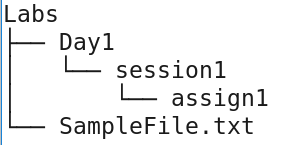 Labs
├── Day1
│   └── session1
│       └── assign1
└── SampleFile.txt